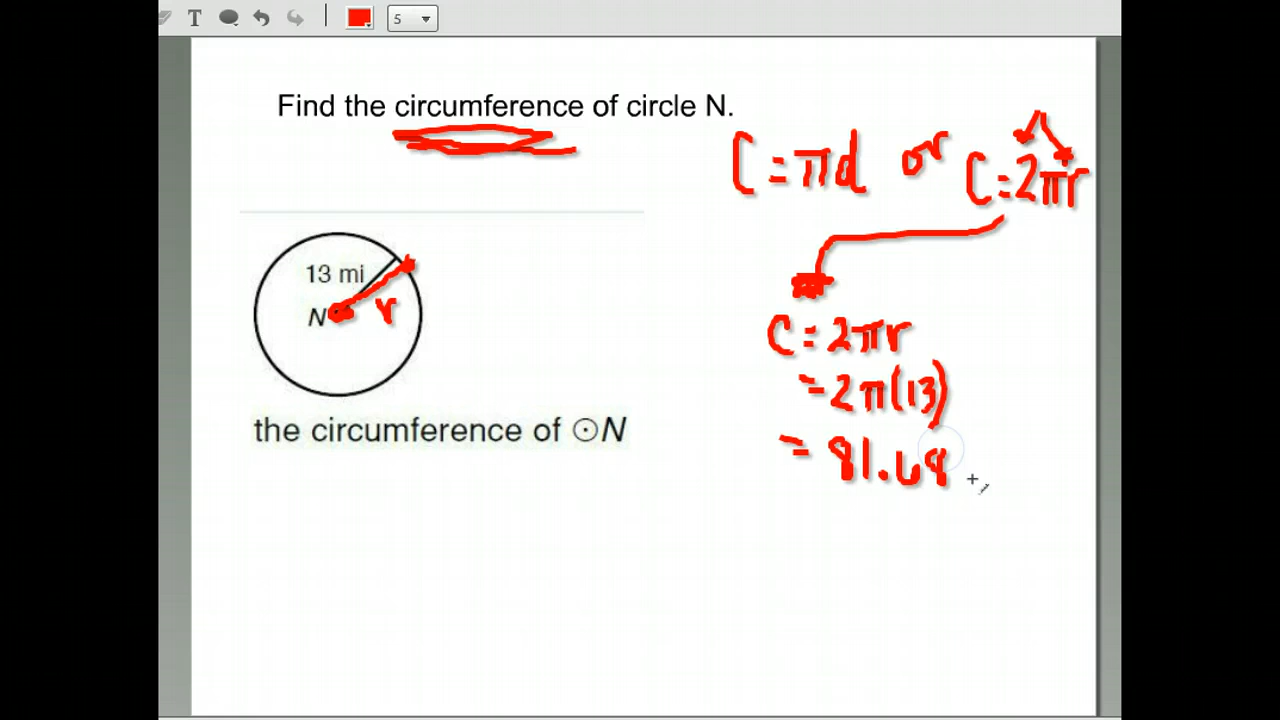 T 5
Find the circumference of circle N.
C = πd or C = 2πr
13 mi
N r
the circumference of ⊙N
C = 2πr
= 2π(13)
= 81.68